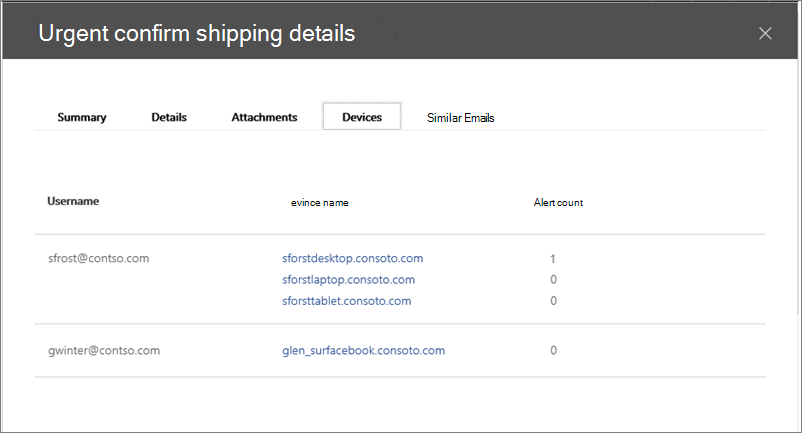 Urgent confirm shipping details
Summary Details Attachments Devices Similar Emails
Username evince name Alert count
sfrost@contso.com sforstdesktop.consoto.com 1
sforstlaptop.consoto.com 0
sforsttablet.consoto.com 0
gwinter@contso.com glen_surfacebook.consoto.com 0